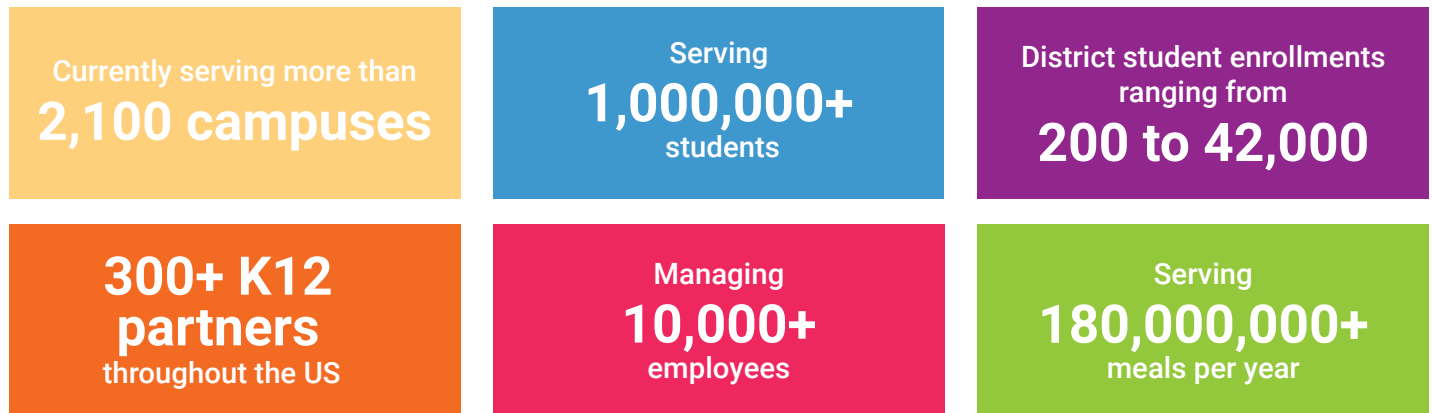 Currently serving more than
2,100 campuses
Serving
1,000,000+
students
District student enrollments
ranging from
200 to 42,000
300+ K12
partners
throughout the US
Managing
10,000+
employees
Serving
180,000,000+
meals per year